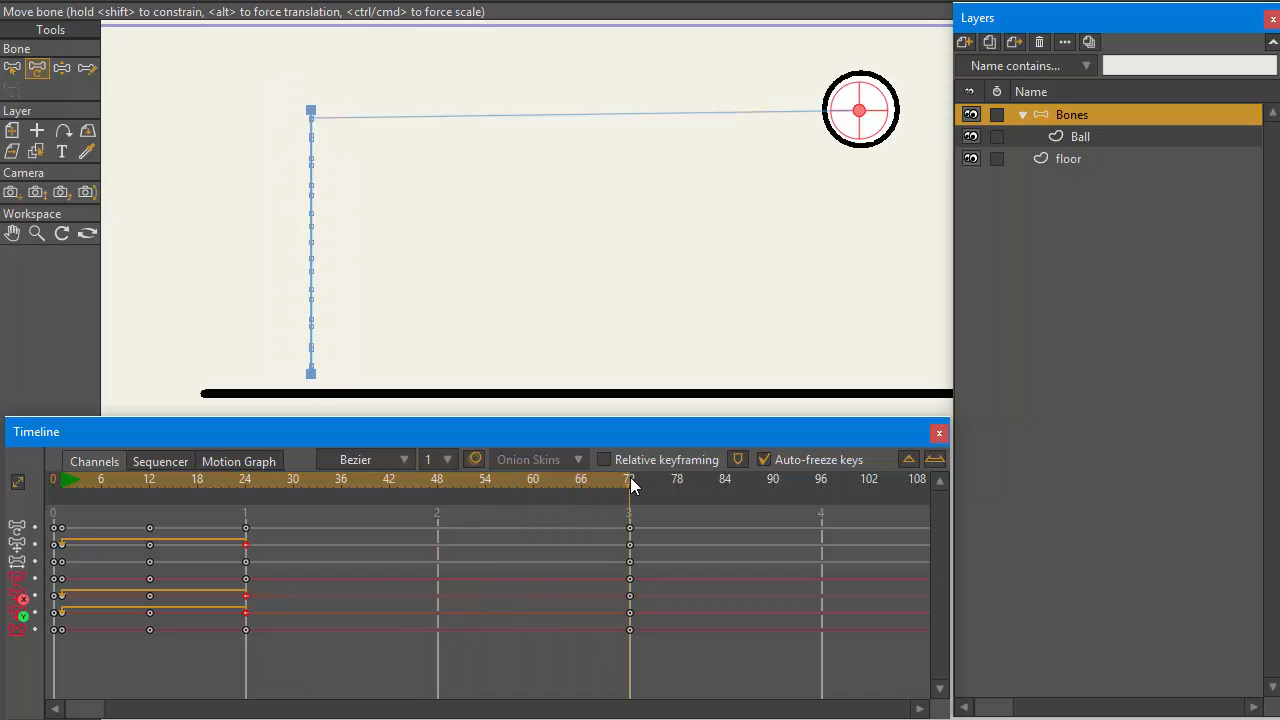 Move bone (hold <shift> to constrain, <alt> to force translation, <ctrl/cmd> to force scale)
Tools
Bone
Layer
T
Camera
Workspace
Layers
x
Name contains...
Name
Bones
Ball
floor
Timeline
x
Channels Sequencer Motion Graph Bezier 1 Onion Skins Relative keyframing Auto-freeze keys
0 6 12 18 24 30 36 42 48 54 60 66 72 78 84 90 96 102 108
0 1 2 3 4
X
Y